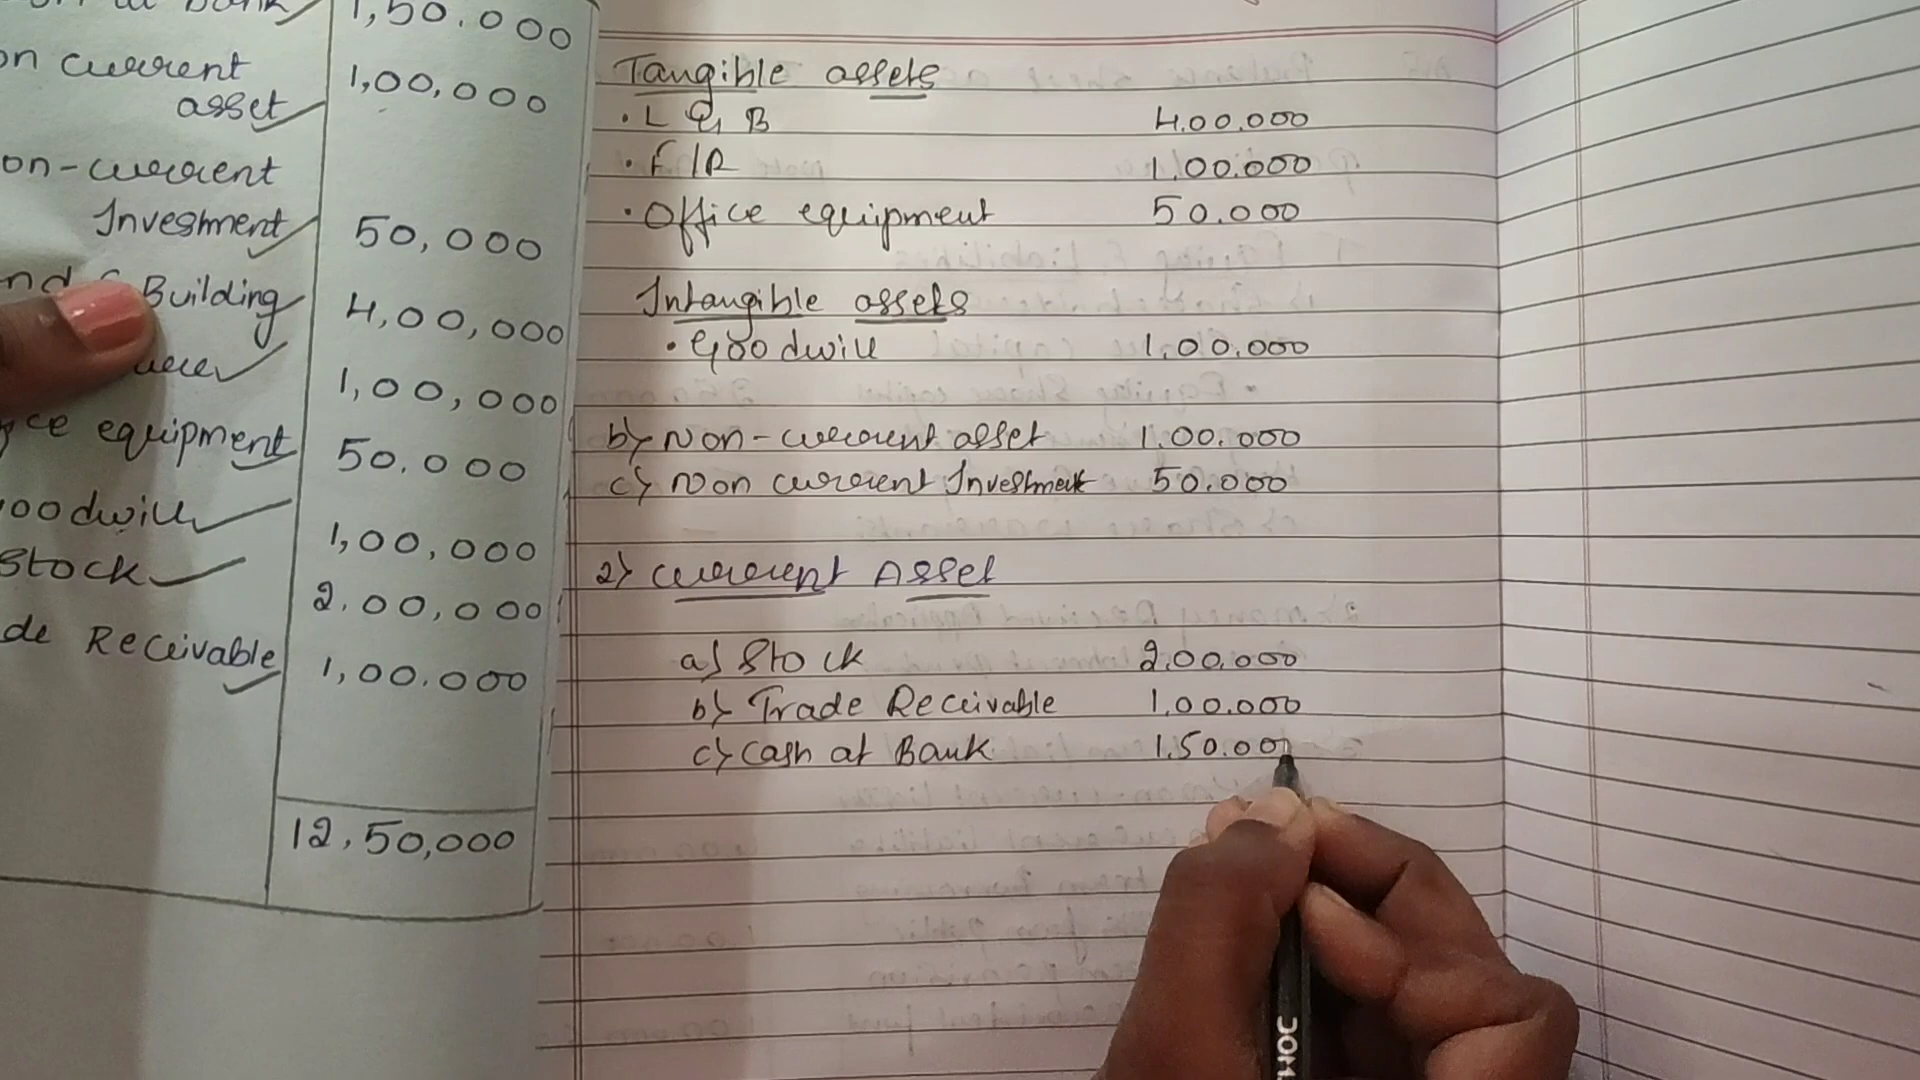 1,50.000
on current
asset 1,00,000
on-current
Investment 50,000
Building 4,00,000
1,00,000
ce equipment 50.000
oodwill 1,00,000
Stock 2.00,000
de Receivable 1,00.000
12,50,000
Tangible assets
. L & B 4,00.000
. F/R 1,00.000
. Office equipment 50.000
Intangible assets
. Goodwill 1,00.000
b) Non-current asset 1,00.000
c) Non current Investment 50.000
2) Current Asset
a) Stock 2,00,000
b) Trade Receivable 1,00.000
c) Cash at Bank 1,50.000